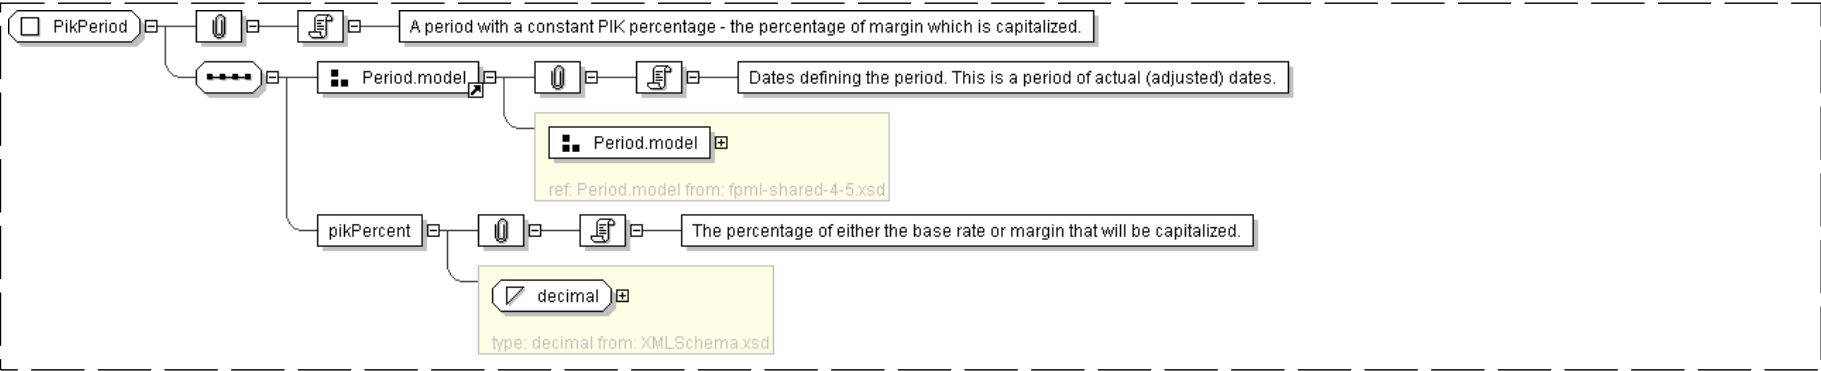 PikPeriod
A period with a constant PIK percentage - the percentage of margin which is capitalized.
Period.model
Dates defining the period. This is a period of actual (adjusted) dates.
Period.model
ref: Period.model from: fpml-shared-4-5.xsd
pikPercent
The percentage of either the base rate or margin that will be capitalized.
decimal
type: decimal from: XMLSchema.xsd